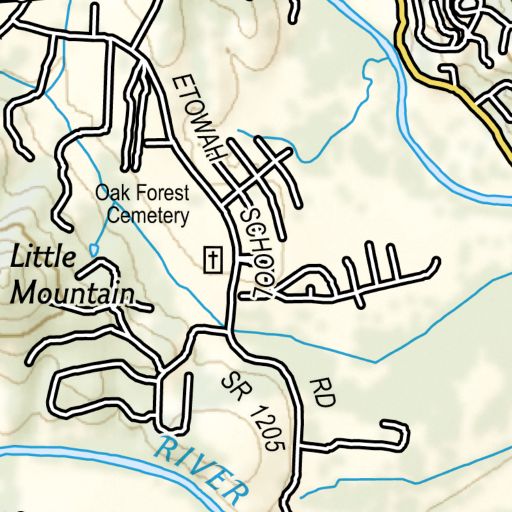 ETOWAH SCHOOL RD
Oak Forest
Cemetery
Little
Mountain
SR 1205
RIVER